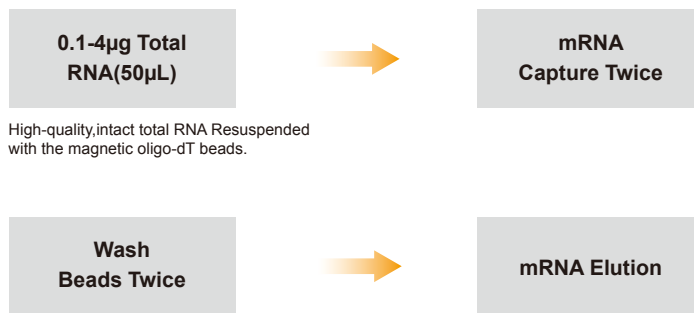 0.1-4µg Total
RNA(50µL)
mRNA
Capture Twice
High-quality,intact total RNA Resuspended
with the magnetic oligo-dT beads.
Wash
Beads Twice
mRNA Elution